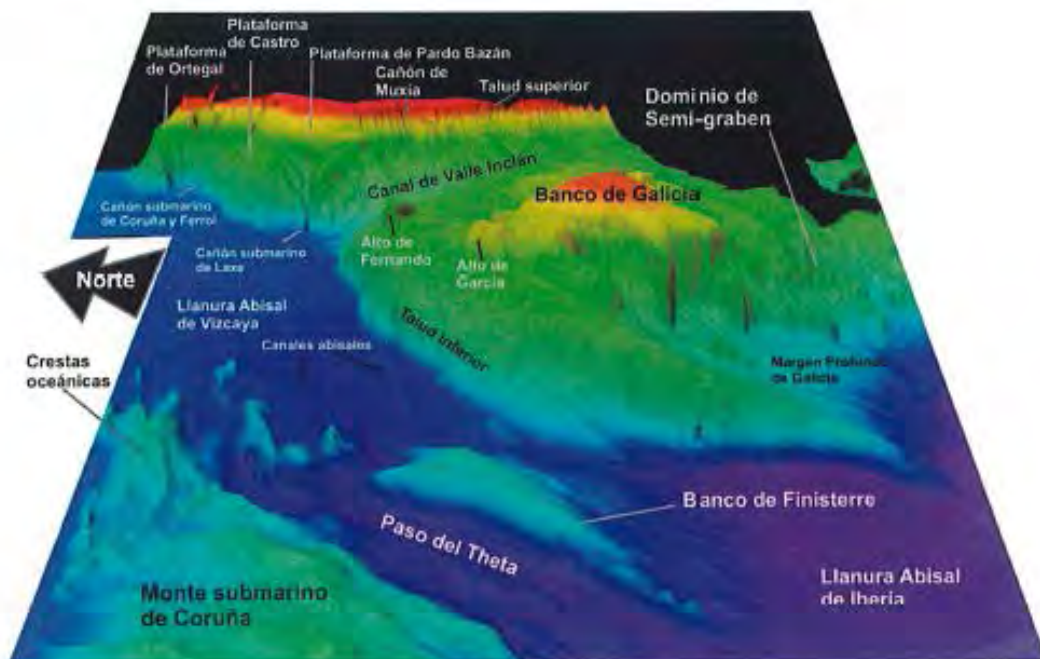 Plataforma
de Castro
Plataforma
de Ortegal
Plataforma de Pardo Bazán
Cañón de
Muxía
Talud superior
Dominio de
Semi-graben
Canal de Valle Inclán
Banco de Galicia
Cañón submarino
de Coruña y Ferrol
Alto de
Fernando
Cañón submarino
de Laxe
Alto de
García
Norte
Llanura Abisal
de Vizcaya
Talud inferior
Canales abisales
Crestas
oceánicas
Margen Profundo
de Galicia
Banco de Finisterre
Paso del Theta
Llanura Abisal
de Iberia
Monte submarino
de Coruña